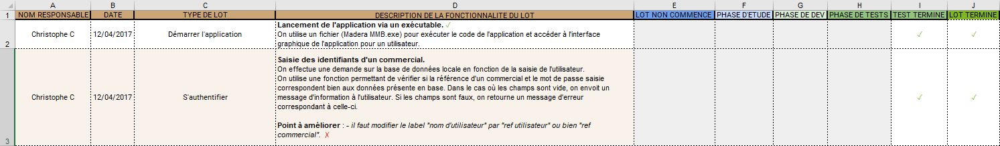 A B C D E F G H I J
1 NOM RESPONSABLE DATE TYPE DE LOT DESCRIPTION DE LA FONCTIONNALITE DU LOT LOT NON COMMENCE PHASE D'ETUDE PHASE DE DEV PHASE DE TESTS TEST TERMINE LOT TERMINE
Lancement de l'application via un exécutable. ✓
Christophe C 12/04/2017 Démarrer l'application On utilise un fichier (Madera MMB.exe) pour exécuter le code de l'application et accéder à l'interface ✓ ✓
2 graphique de l'application pour un utilisateur.
Saisie des identifiants d'un commercial.
On effectue une demande sur la base de données locale en fonction de la saisie de l'utilisateur.
On utilise une fonction permettant de vérifier si la référence d'un commercial et le mot de passe saisie
correspondent bien aux données présente en base. Dans le cas où les champs sont vide, on envoit un
Christophe C 12/04/2017 S'authentifier message d'information à l'utilisateur. Si les champs sont faux, on retourne un message d'erreur ✓ ✓
correspondant à celle-ci.
Point à améliorer : - il faut modifier le label "nom d'utilisateur" par "ref utilisateur" ou bien "ref
3 commercial". X